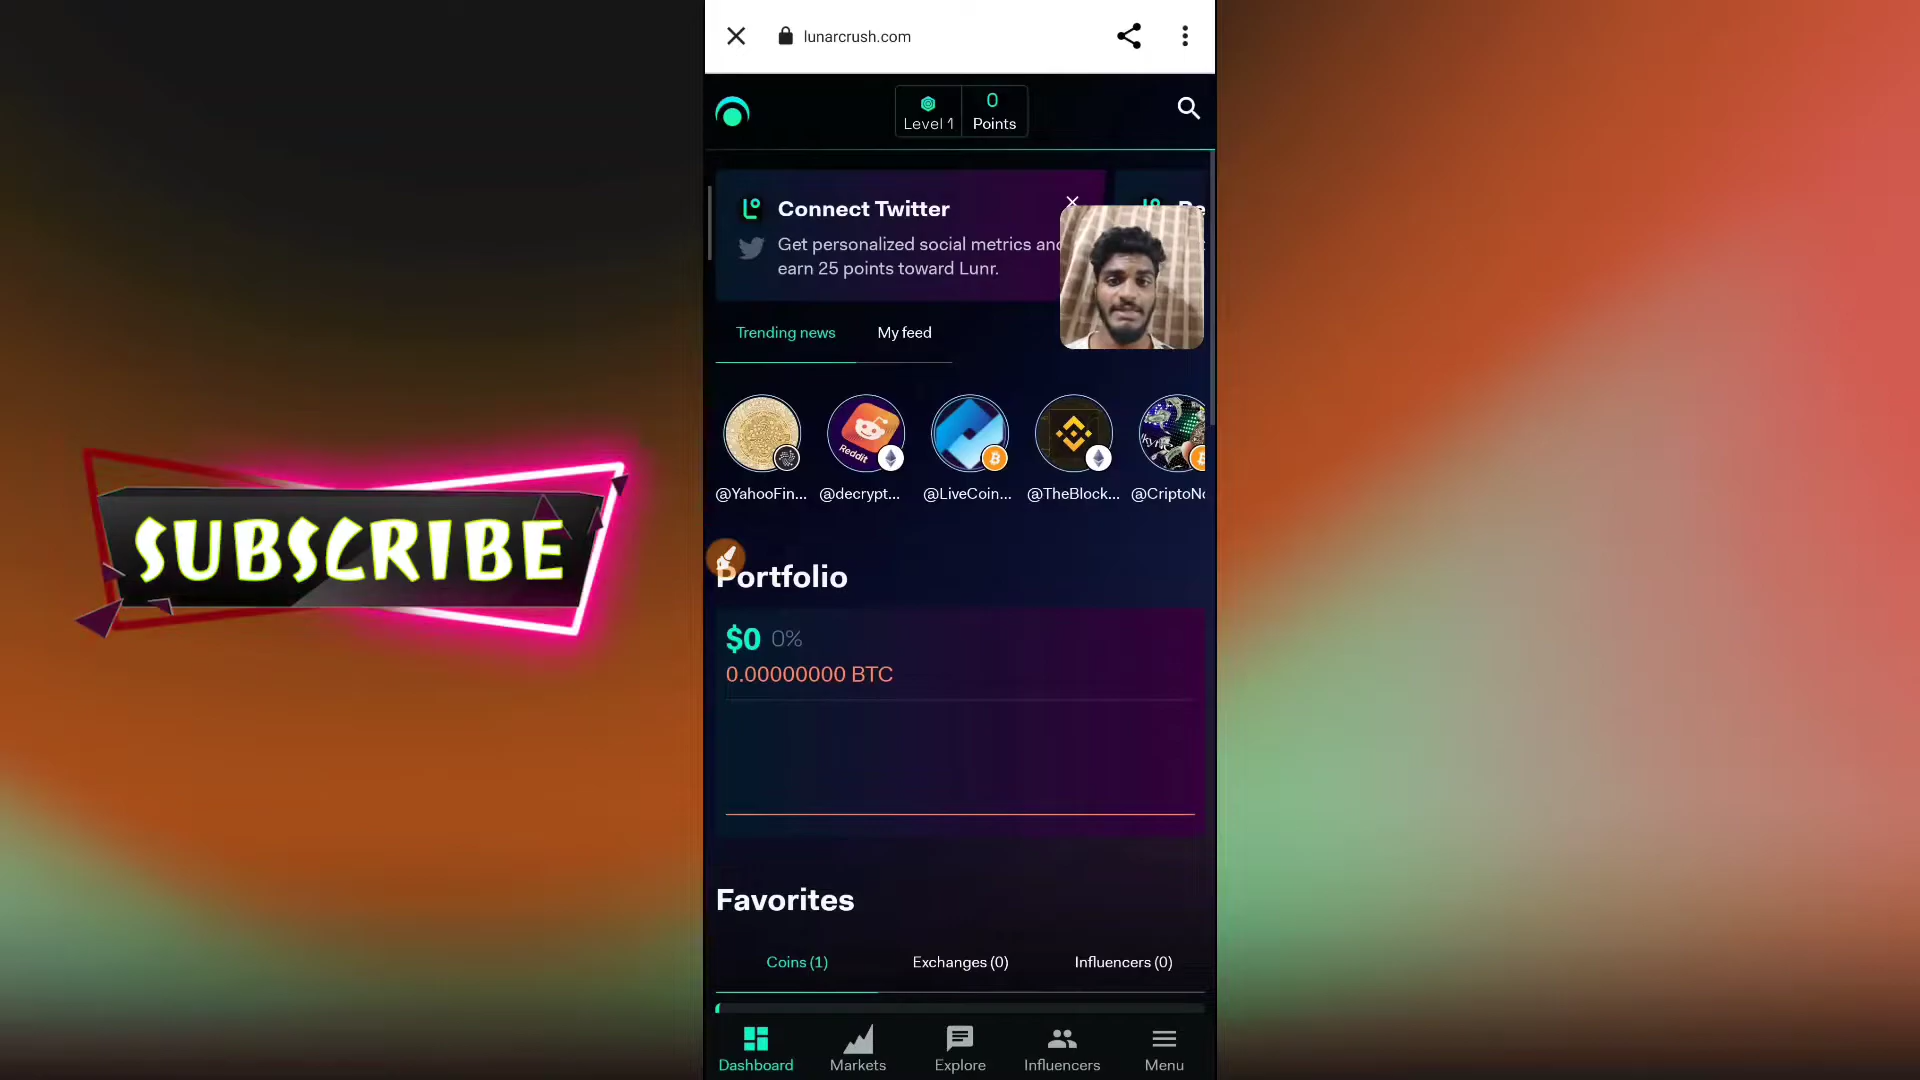 lunarcrush.com
Level 1
0
Points
Connect Twitter
Get personalized social metrics and
earn 25 points toward Lunr.
Trending news
My feed
Reddit
@YahooFin...
@decrypt...
@LiveCoin...
@TheBlock...
@CriptoNo
SUBSCRIBE
Portfolio
$0 0%
0.00000000 BTC
Favorites
Coins (1)
Exchanges (0)
Influencers (0)
Dashboard
Markets
Explore
Influencers
Menu